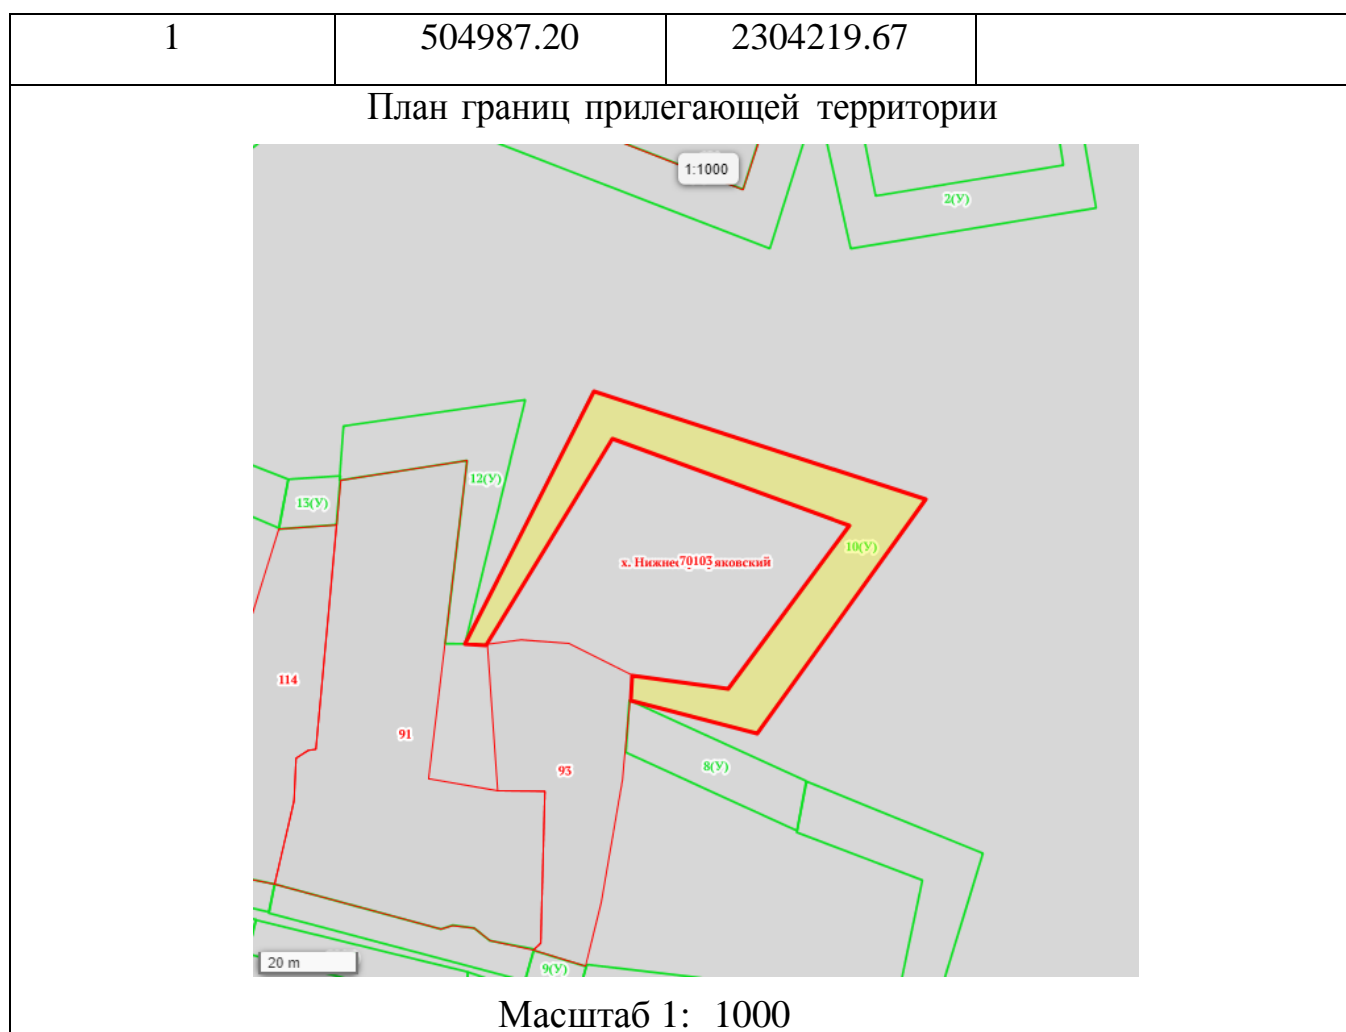 1 504987.20 2304219.67
План границ прилегающей территории
1:1000
2(У)
12(У)
13(У)
10(У)
70103
114
91
93
8(У)
9(У)
20 m
Масштаб 1: 1000